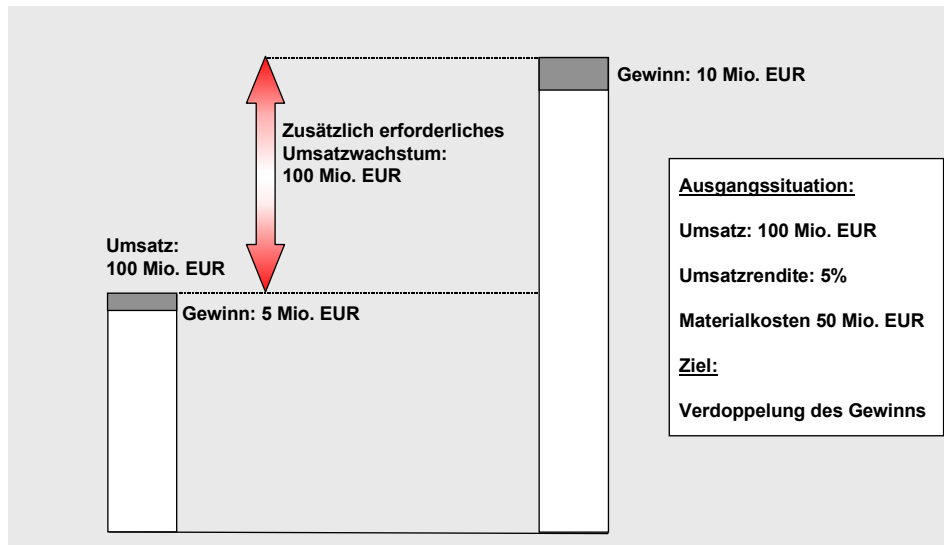 Gewinn: 10 Mio. EUR
Zusätzlich erforderliches
Umsatzwachstum:
100 Mio. EUR
Umsatz:
100 Mio. EUR
Gewinn: 5 Mio. EUR
Ausgangssituation:
Umsatz: 100 Mio. EUR
Umsatzrendite: 5%
Materialkosten 50 Mio. EUR
Ziel:
Verdoppelung des Gewinns